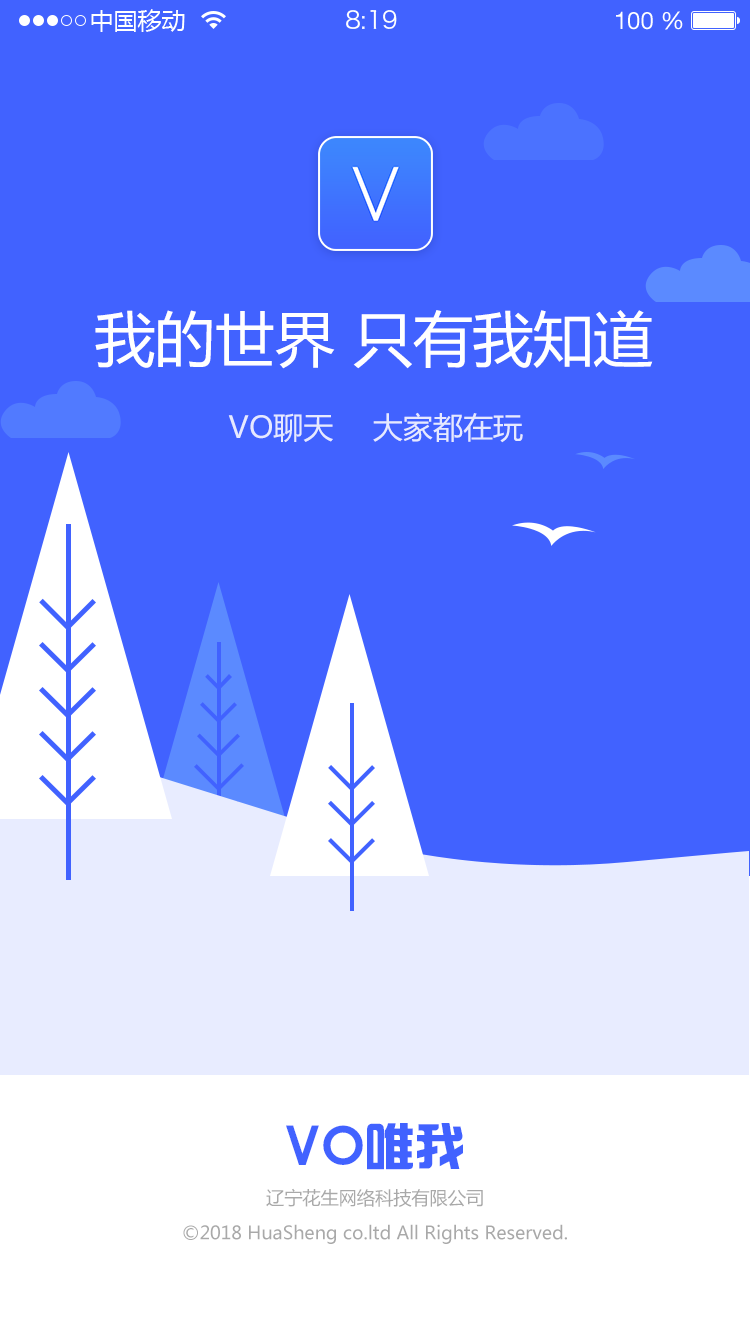 中国移动 8:19 100 %
V
我的世界 只有我知道
VO聊天 大家都在玩
VO唯我
辽宁花生网络科技有限公司
©2018 HuaSheng co.ltd All Rights Reserved.